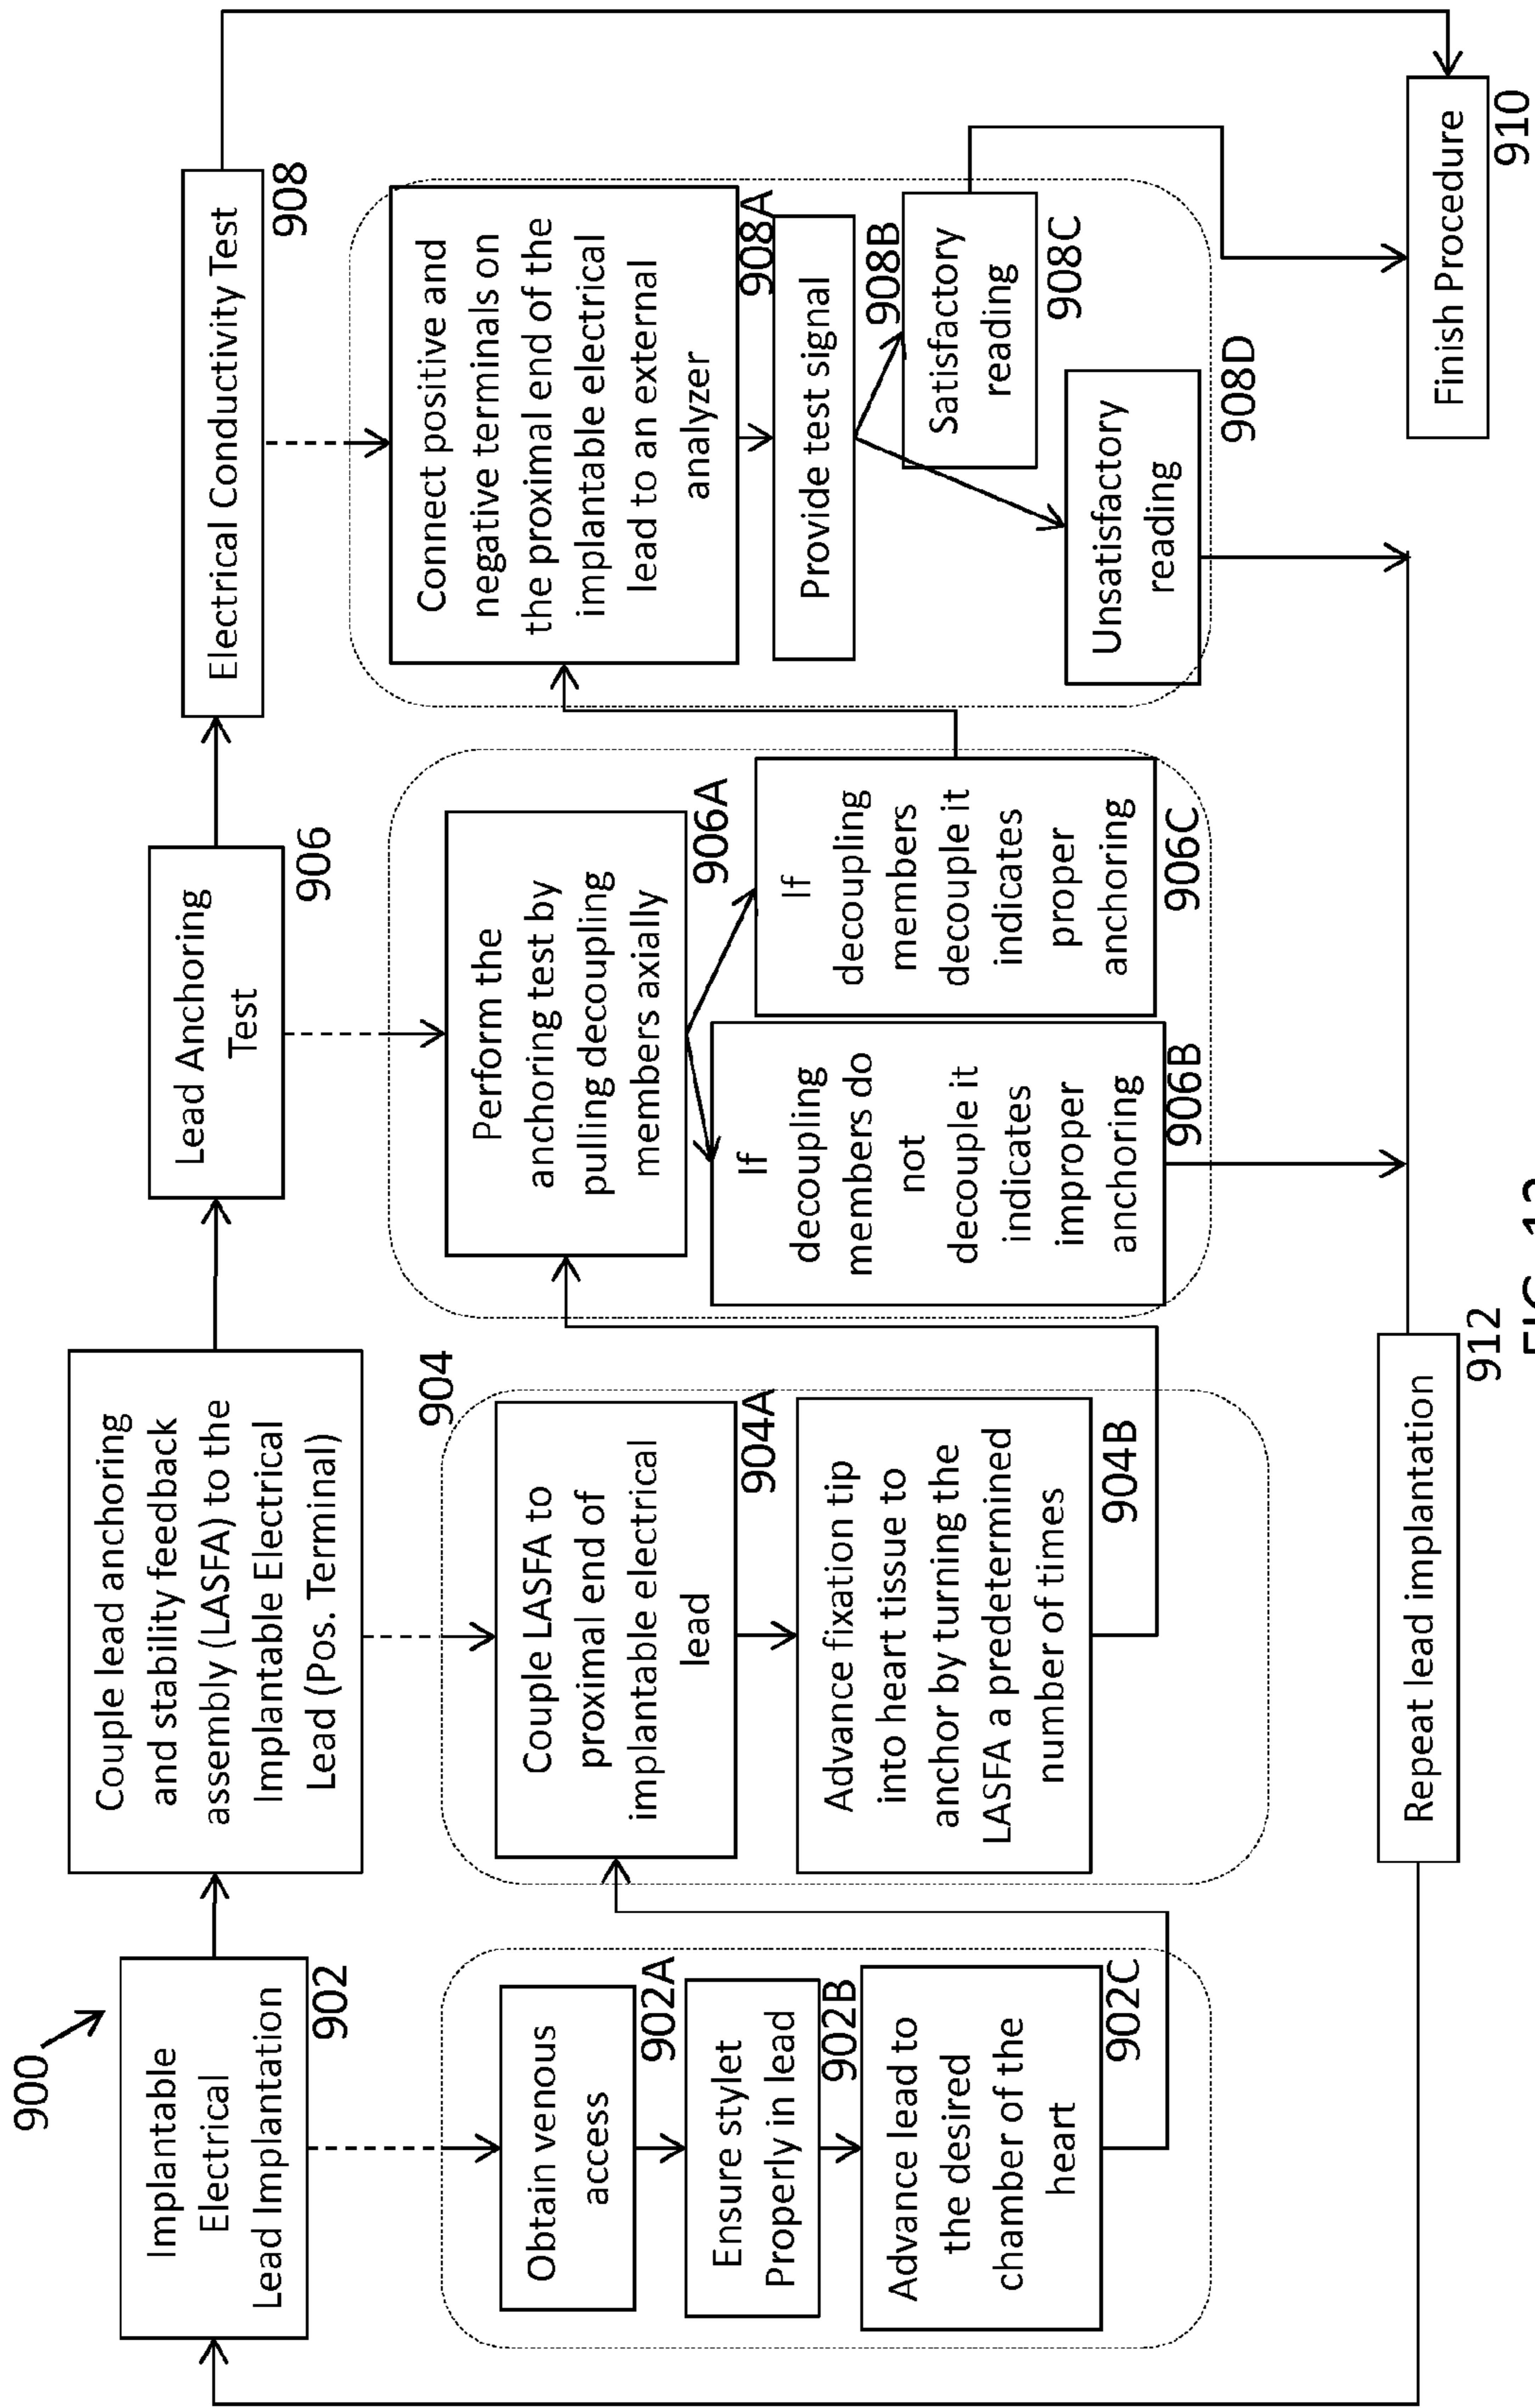 900
Implantable
Electrical
Lead Implantation
902
Couple lead anchoring
and stability feedback
assembly (LASFA) to the
Implantable Electrical
Lead (Pos. Terminal)
904
Lead Anchoring
Test
906
Electrical Conductivity Test
908
Obtain venous
access
902A
Ensure stylet
Properly in lead
902B
Advance lead to
the desired
chamber of the
heart
902C
Couple LASFA to
proximal end of
implantable electrical
lead
904A
Advance fixation tip
into heart tissue to
anchor by turning the
LASFA a predetermined
number of times
904B
Perform the
anchoring test by
pulling decoupling
members axially
906A
If
decoupling
members do
not
decouple it
indicates
improper
anchoring
906B
If
decoupling
members
decouple it
indicates
proper
anchoring
906C
Connect positive and
negative terminals on
the proximal end of the
implantable electrical
lead to an external
analyzer
908A
Provide test signal
908B
Satisfactory
reading
908C
Unsatisfactory
reading
908D
Repeat lead implantation
912
Finish Procedure
910